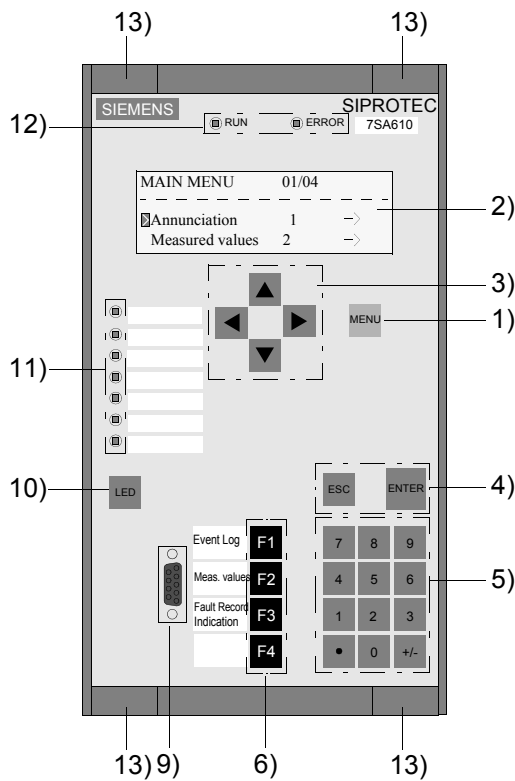 13) 13)
SIEMENS
SIPROTEC
12)
RUN
ERROR
7SA610
MAIN MENU 01/04
2)
Annunciation 1
Measured values 2
3)
MENU
1)
11)
10)
LED
ESC
ENTER
4)
Event Log
F1
7 8 9
Meas. values
F2
4 5 6
5)
Fault Record
Indication
F3
1 2 3
F4
• 0 +/-
13) 9) 6) 13)